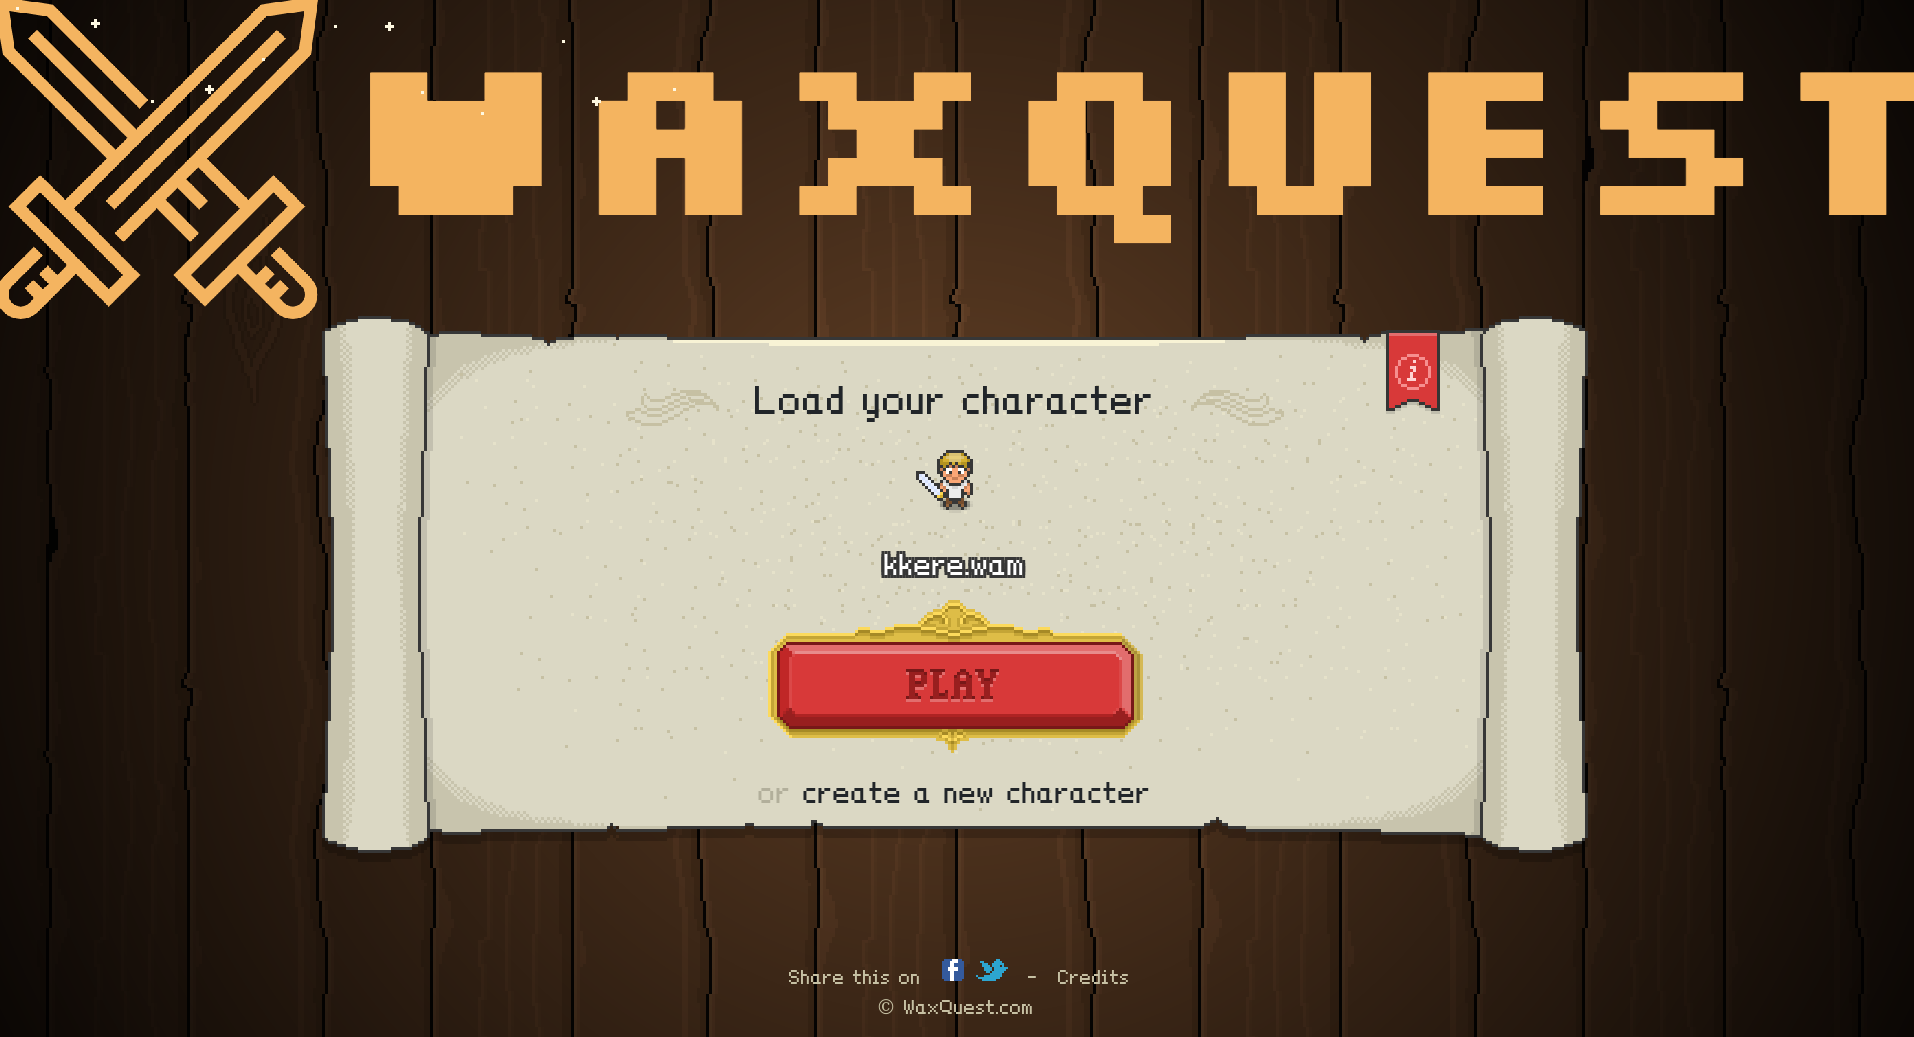 WAXQUEST
i
Load your character
kkere.wam
PLAY
or create a new character
Share this on f - Credits
© WaxQuest.com